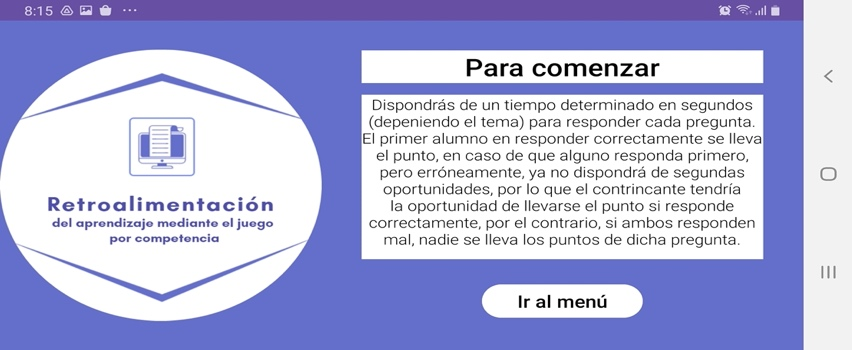 8:15
Para comenzar
Dispondrás de un tiempo determinado en segundos
(depeniendo el tema) para responder cada pregunta.
El primer alumno en responder correctamente se lleva
el punto, en caso de que alguno responda primero,
pero erróneamente, ya no dispondrá de segundas
oportunidades, por lo que el contrincante tendría
la oportunidad de llevarse el punto si responde
correctamente, por el contrario, si ambos responden
mal, nadie se lleva los puntos de dicha pregunta.
Retroalimentación
del aprendizaje mediante el juego
por competencia
Ir al menú